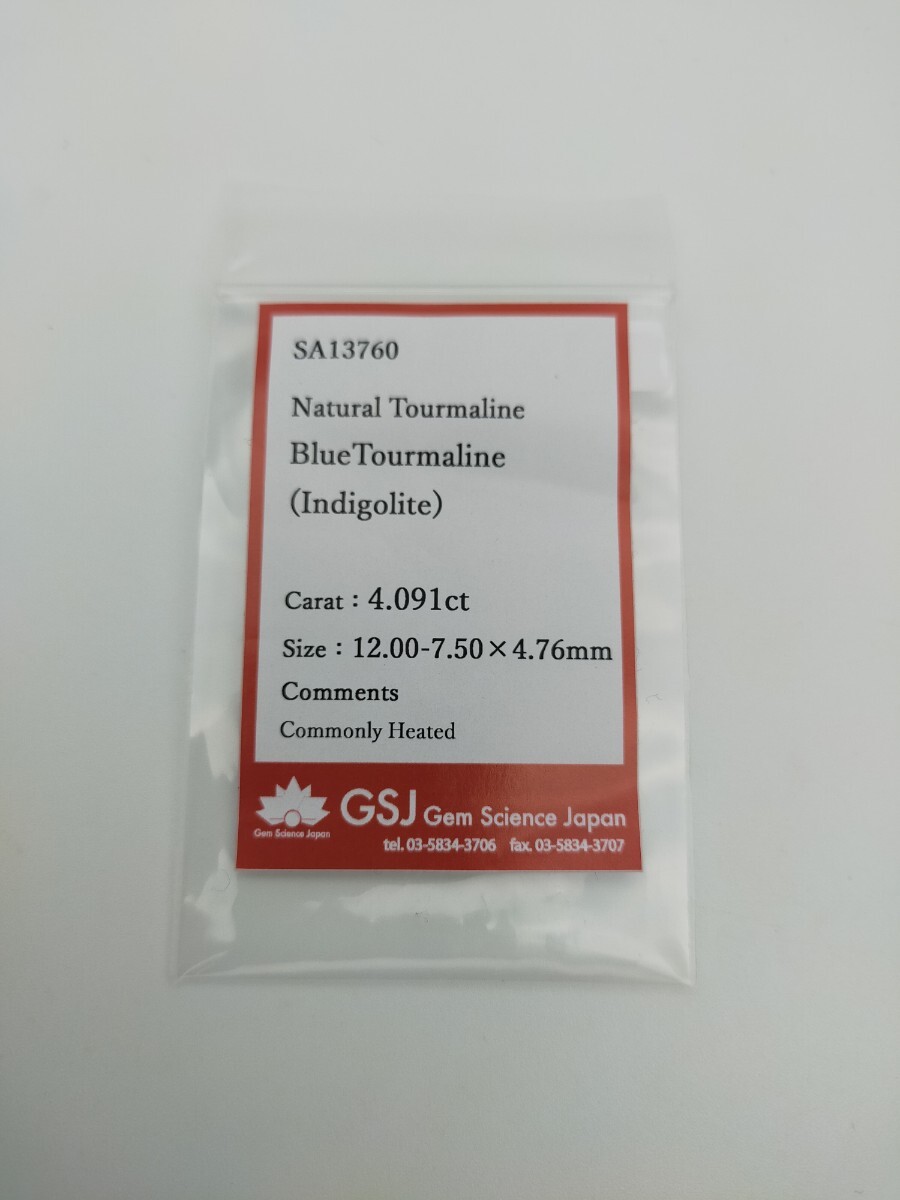 SA13760
Natural Tourmaline
BlueTourmaline
(Indigolite)
Carat：4.091ct
Size：12.00-7.50×4.76mm
Comments
Commonly Heated
Gem Science Japan
GSJ Gem Science Japan
tel. 03-5834-3706 fax. 03-5834-3707